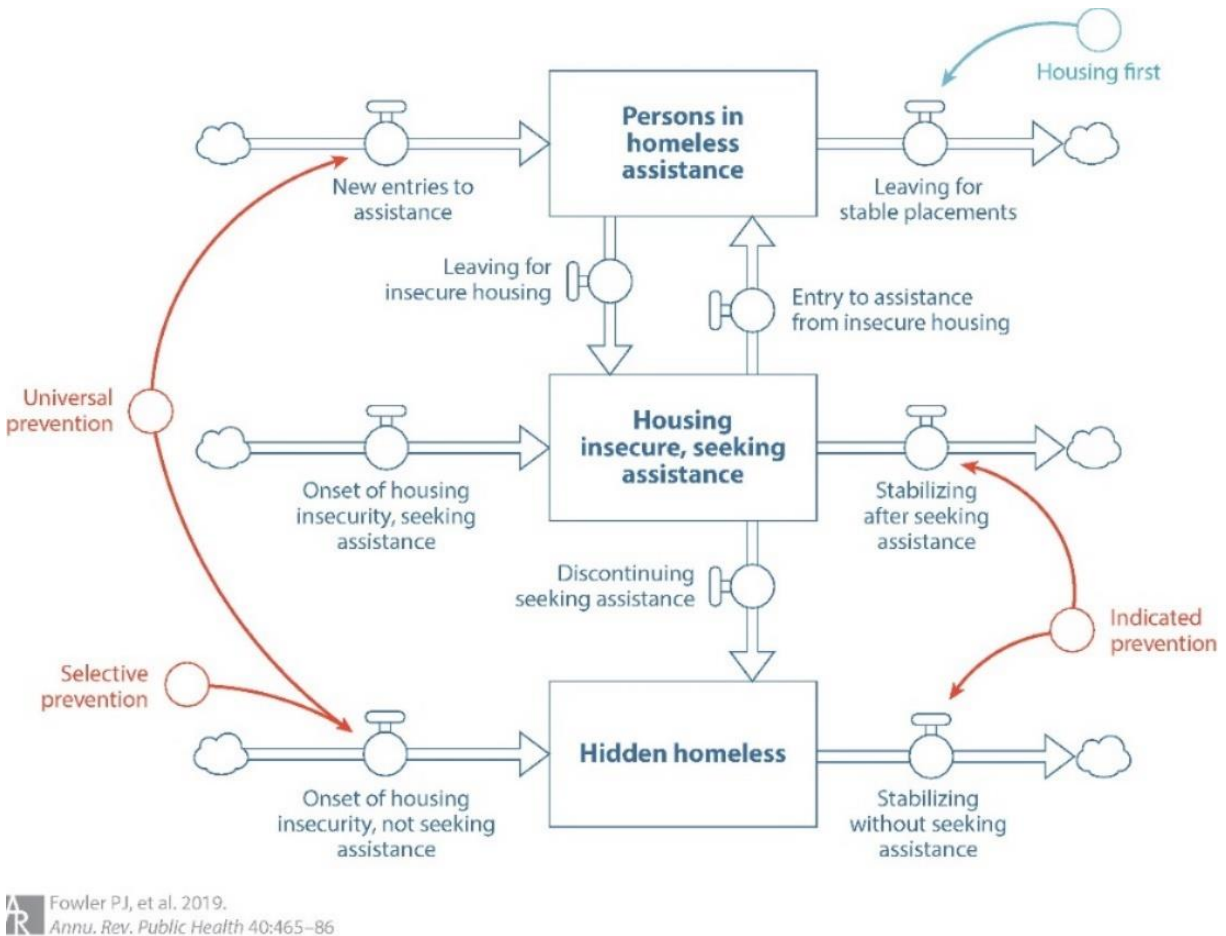 Housing first
Persons in
homeless
assistance
New entries to
assistance
Leaving for
stable placements
Leaving for
insecure housing
Entry to assistance
from insecure housing
Universal
prevention
Housing
insecure, seeking
assistance
Onset of housing
insecurity, seeking
assistance
Stabilizing
after seeking
assistance
Discontinuing
seeking assistance
Indicated
prevention
Selective
prevention
Hidden homeless
Onset of housing
insecurity, not seeking
assistance
Stabilizing
without seeking
assistance
AR
Fowler PJ, et al. 2019.
Annu. Rev. Public Health 40:465–86